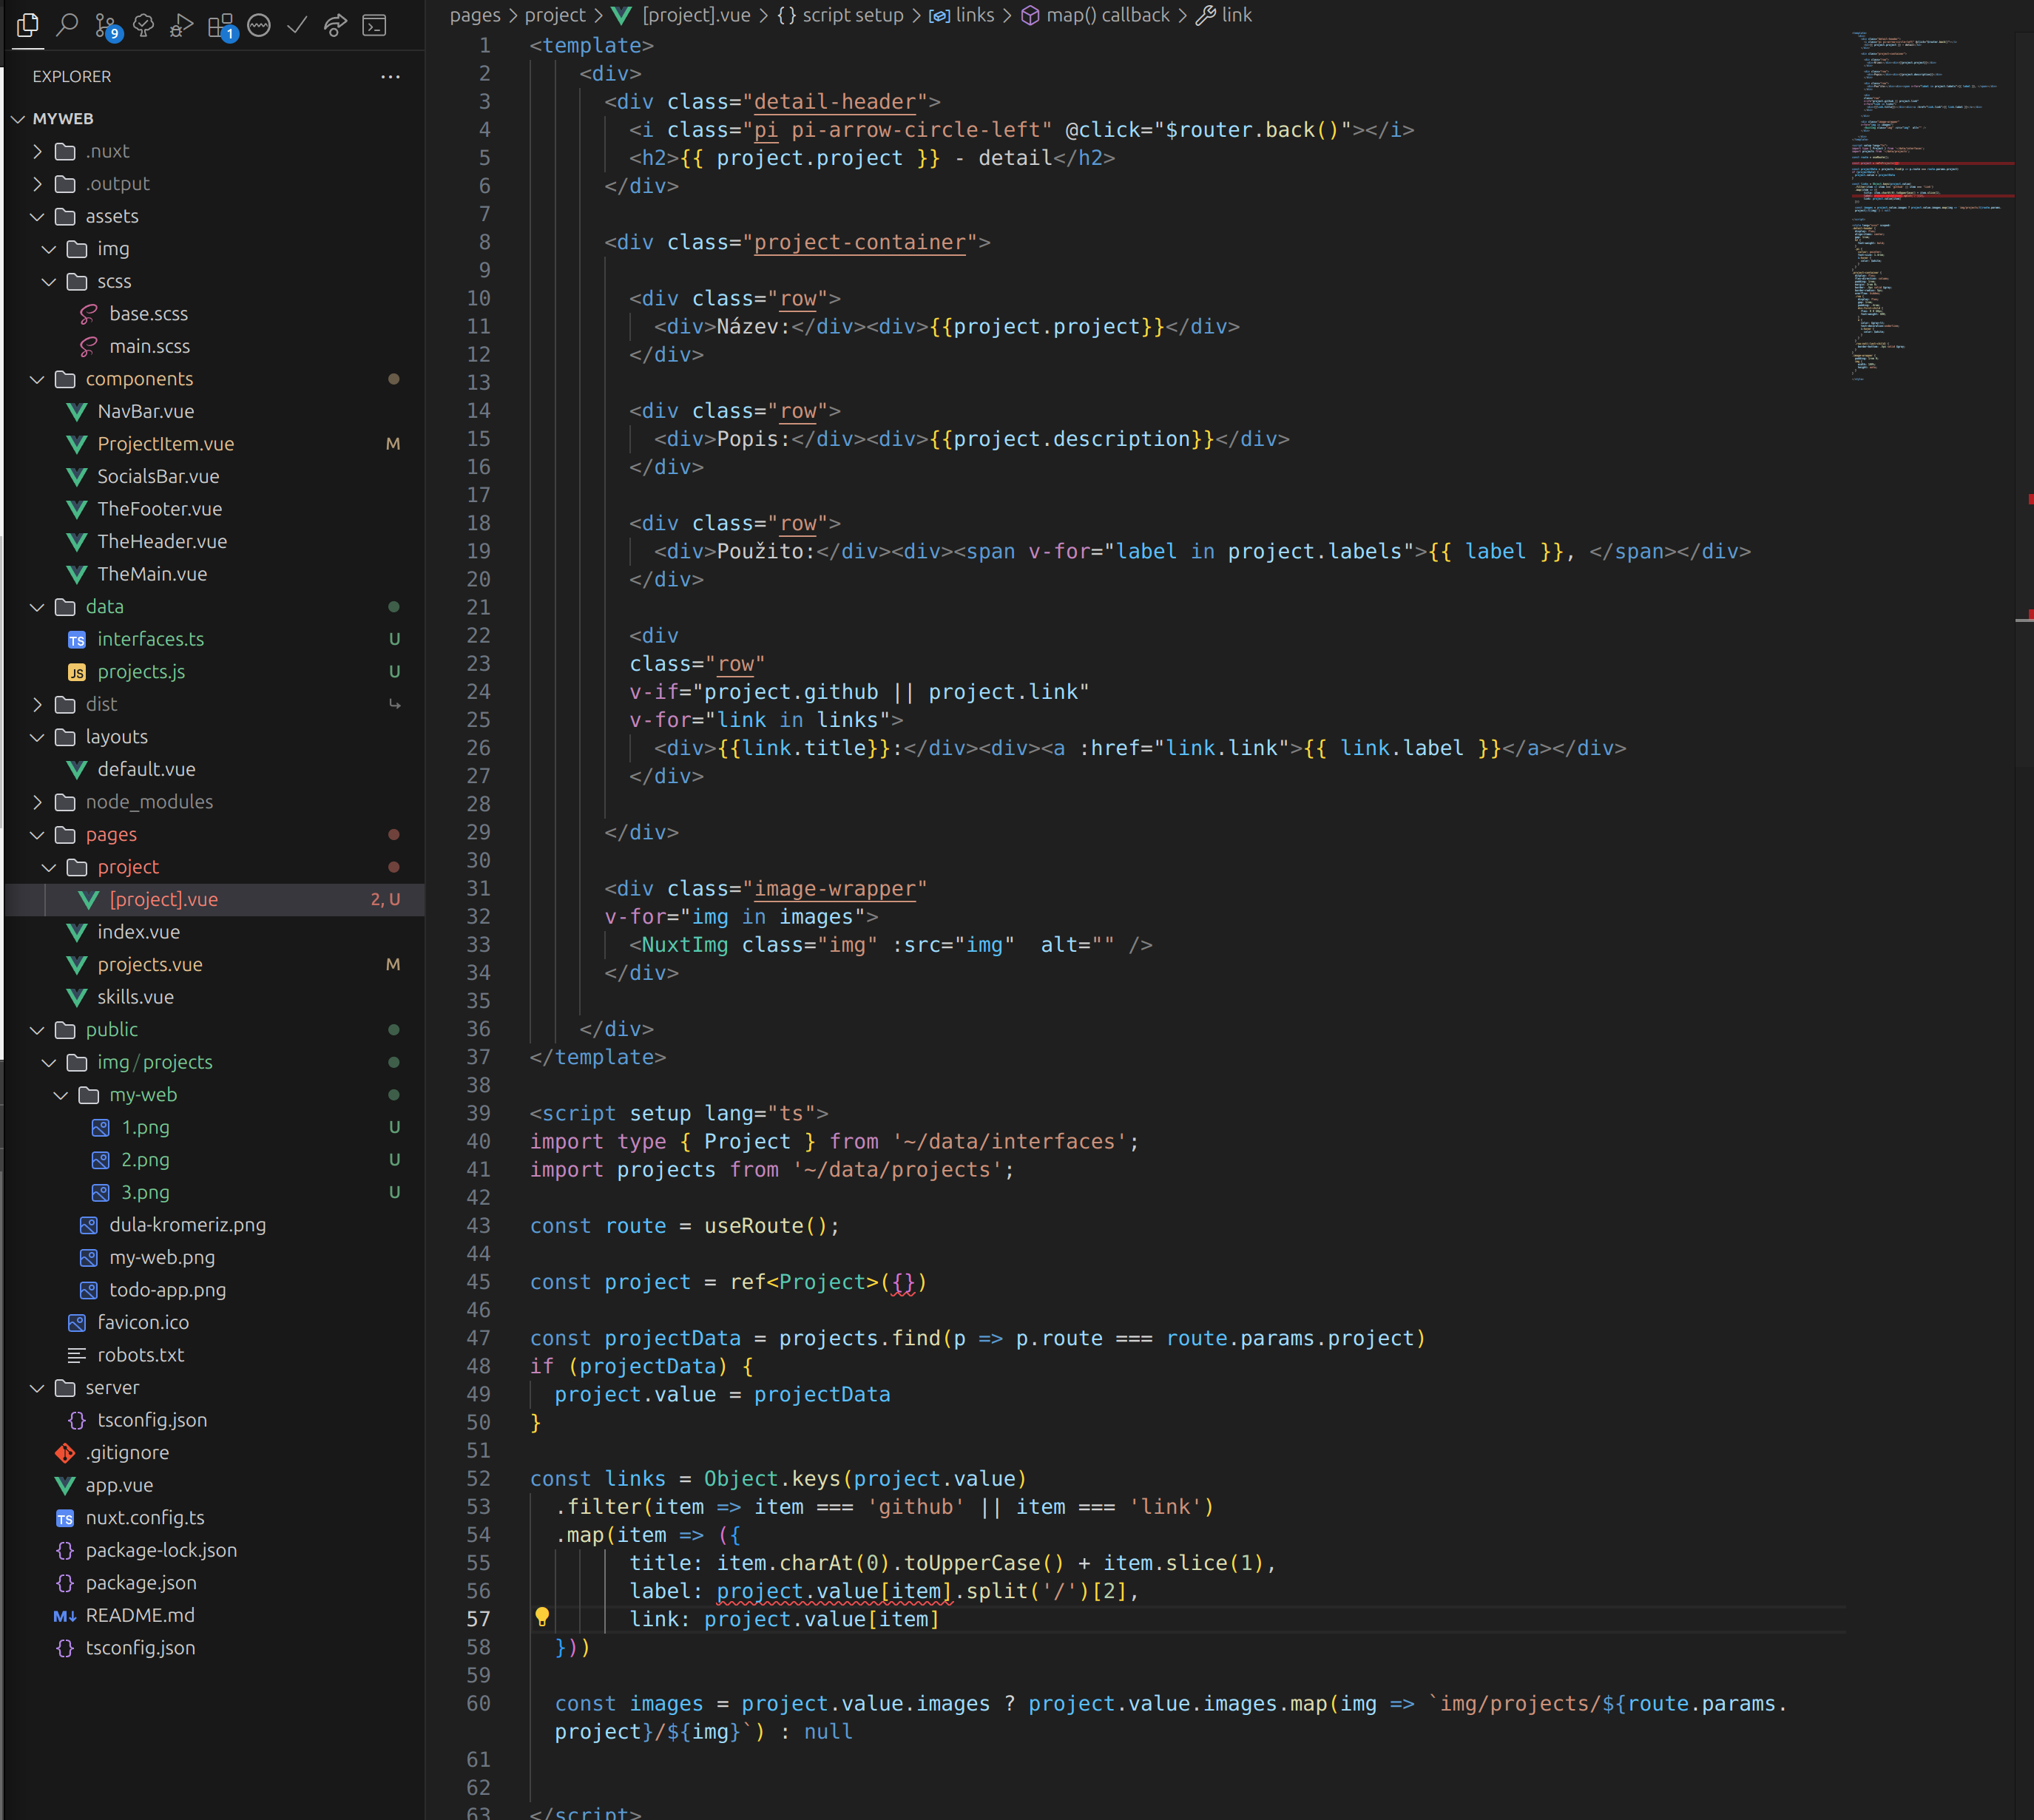 9
1
EXPLORER
MYWEB
.nuxt
.output
assets
img
scss
base.scss
main.scss
components
NavBar.vue
ProjectItem.vue M
SocialsBar.vue
TheFooter.vue
TheHeader.vue
TheMain.vue
data
TS interfaces.ts U
JS projects.js U
dist
layouts
default.vue
node_modules
pages
project
[project].vue 2, U
index.vue
projects.vue M
skills.vue
public
img/projects
my-web
1.png U
2.png U
3.png U
dula-kromeriz.png
my-web.png
todo-app.png
favicon.ico
robots.txt
server
{} tsconfig.json
.gitignore
app.vue
TS nuxt.config.ts
{} package-lock.json
{} package.json
M↓ README.md
{} tsconfig.json
pages > project > [project].vue > {} script setup > links > map() callback > link
1 <template>
2 <div>
3 <div class="detail-header">
4 <i class="pi pi-arrow-circle-left" @click="$router.back()"></i>
5 <h2>{{ project.project }} - detail</h2>
6 </div>
7
8 <div class="project-container">
9
10 <div class="row">
11 <div>Název:</div><div>{{project.project}}</div>
12 </div>
13
14 <div class="row">
15 <div>Popis:</div><div>{{project.description}}</div>
16 </div>
17
18 <div class="row">
19 <div>Použito:</div><div><span v-for="label in project.labels">{{ label }}, </span></div>
20 </div>
21
22 <div
23 class="row"
24 v-if="project.github || project.link"
25 v-for="link in links">
26 <div>{{link.title}}:</div><div><a :href="link.link">{{ link.label }}</a></div>
27 </div>
28
29 </div>
30
31 <div class="image-wrapper"
32 v-for="img in images">
33 <NuxtImg class="img" :src="img"  alt="" />
34 </div>
35
36 </div>
37 </template>
38
39 <script setup lang="ts">
40 import type { Project } from '~/data/interfaces';
41 import projects from '~/data/projects';
42
43 const route = useRoute();
44
45 const project = ref<Project>({})
46
47 const projectData = projects.find(p => p.route === route.params.project)
48 if (projectData) {
49 project.value = projectData
50 }
51
52 const links = Object.keys(project.value)
53 .filter(item => item === 'github' || item === 'link')
54 .map(item => ({
55 title: item.charAt(0).toUpperCase() + item.slice(1),
56 label: project.value[item].split('/')[2],
57 link: project.value[item]
58 }))
59
60 const images = project.value.images ? project.value.images.map(img => `img/projects/${route.params.
project}/${img}`) : null
61
62
63 </script>